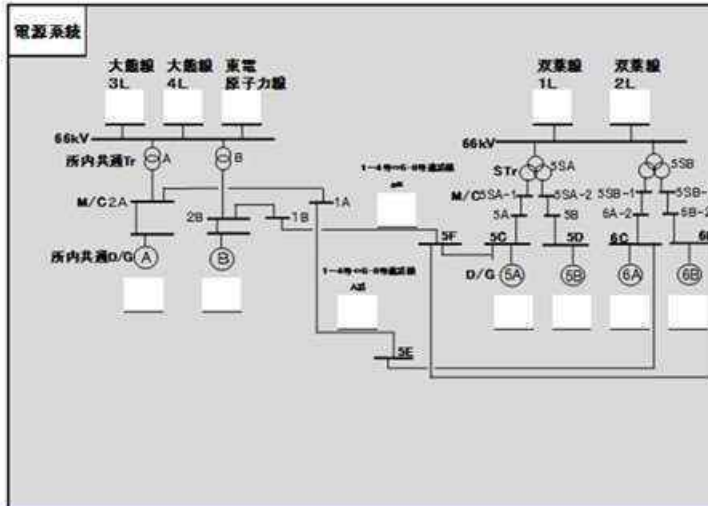 電源系統
大熊線
3L
大熊線
4L
東電
原子力線
双葉線
1L
双葉線
2L
66kV
66kV
所内共通Tr
A
B
STr
5SA
5SB
M/C
2A
2B
1B
1A
M/C
5SA-1
5SA-2
5SB-1
5SB-
5A
5B
6A-2
6B-2
5F
5C
5D
6C
所内共通D/G
A
B
D/G
5A
5B
6A
6B
5E